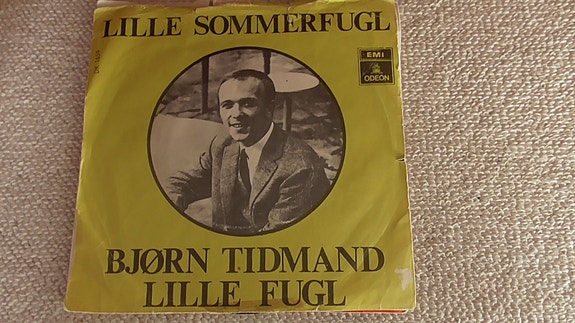 LILLE SOMMERFUGL
EMI
ODEON
BJØRN TIDMAND
LILLE FUGL